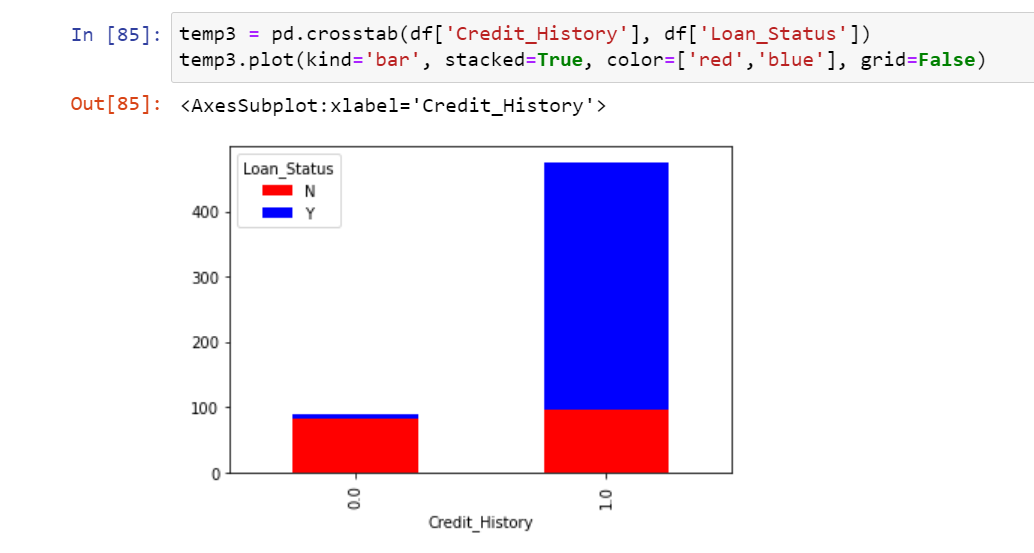 In [85]: temp3 = pd.crosstab(df['Credit_History'], df['Loan_Status'])
temp3.plot(kind='bar', stacked=True, color=['red','blue'], grid=False)
Out[85]: <AxesSubplot:xlabel='Credit_History'>
Loan_Status
N
Y
400
300
200
100
0
0.0
1.0
Credit_History